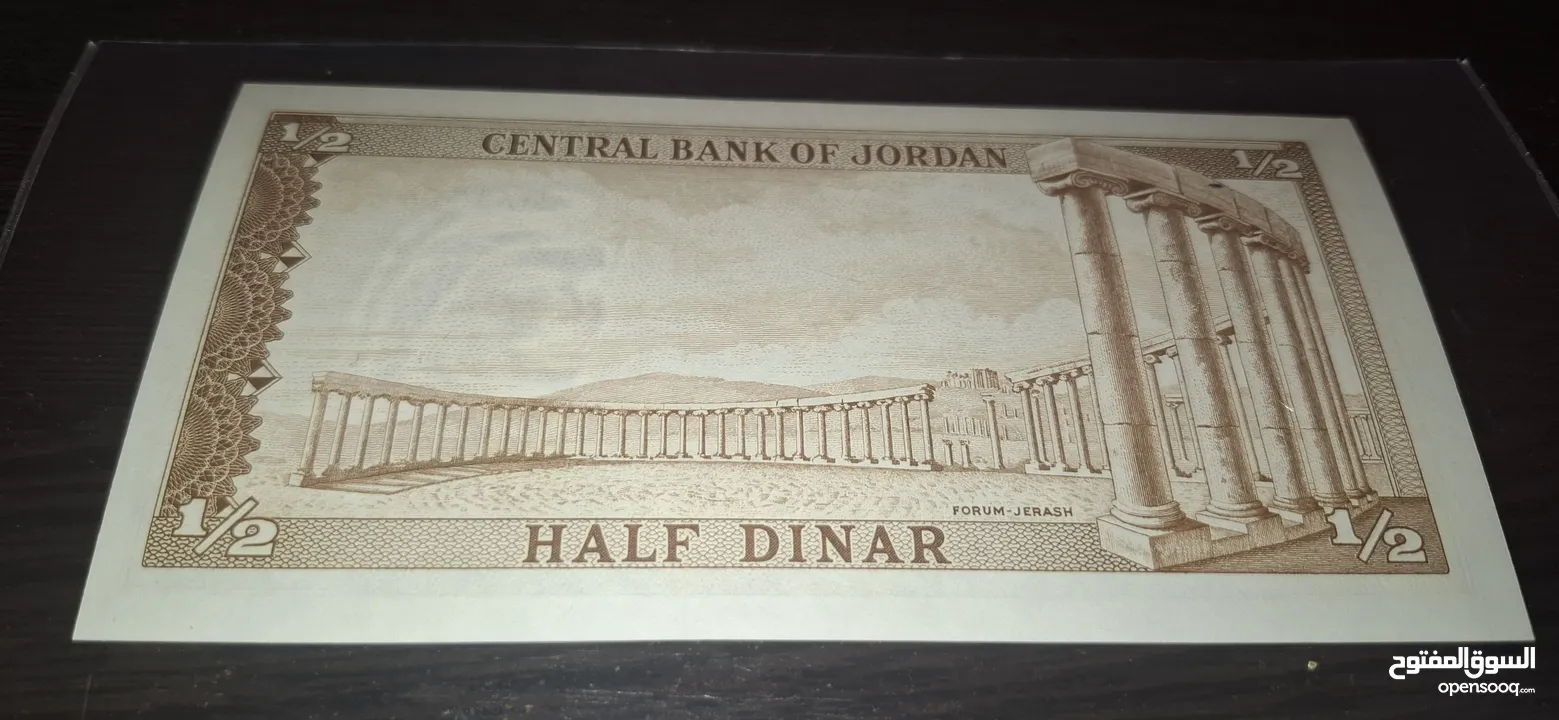 1/2
CENTRAL BANK OF JORDAN
1/2
FORUM-JERASH
1/2
HALF DINAR
1/2
السوق المفتوح
opensooq.com